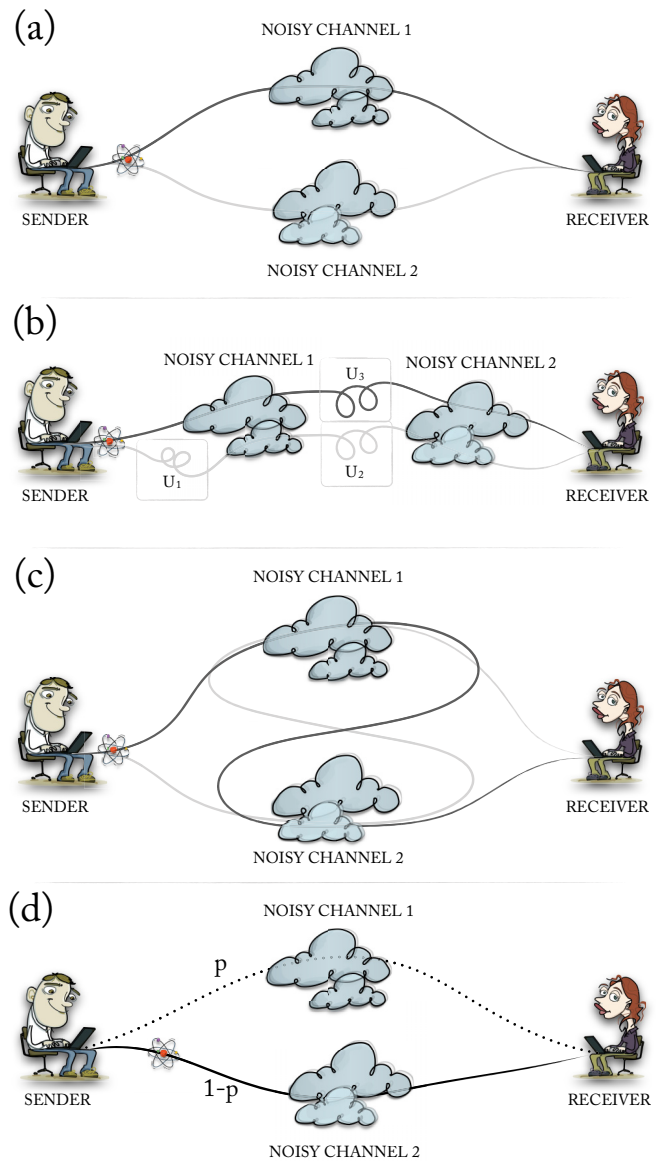 (a)
NOISY CHANNEL 1
SENDER
RECEIVER
NOISY CHANNEL 2
(b)
NOISY CHANNEL 1
NOISY CHANNEL 2
U3
U1
U2
SENDER
RECEIVER
(c)
NOISY CHANNEL 1
SENDER
RECEIVER
NOISY CHANNEL 2
(d)
NOISY CHANNEL 1
p
1-p
SENDER
RECEIVER
NOISY CHANNEL 2